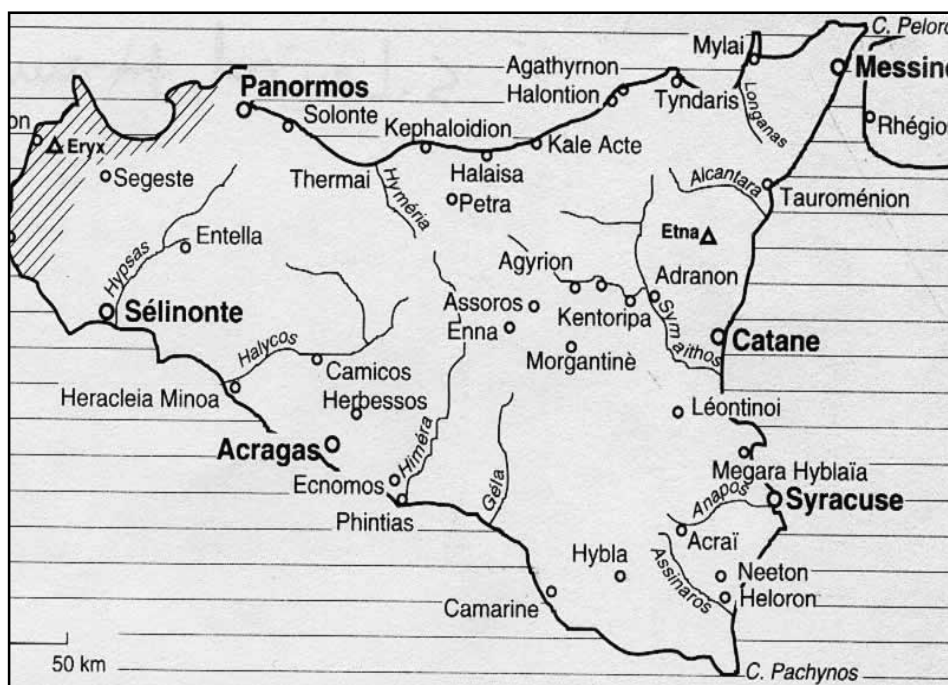 C. Peloro
Mylai
Messine
Agathyrnon
Panormos
Halontion
Tyndaris
Longanas
Solonte
Kephaloidion
Rhégio
on
Eryx
Kale Acte
Segeste
Thermai
Hyméria
Halaisa
Alcantara
Tauroménion
Petra
Entella
Etna
Hypsas
Agyrion
Adranon
Assoros
Sélinonte
Enna
Kentoripa
Symaithos
Catane
Halycos
Morgantinè
Camicos
Heracleia Minoa
Herbessos
Léontinoi
Acragas
Himéra
Megara Hyblaïa
Ecnomos
Géla
Anapos
Syracuse
Phintias
Acraï
Hybla
Assinaros
Neeton
Camarine
Heloron
50 km
C. Pachynos